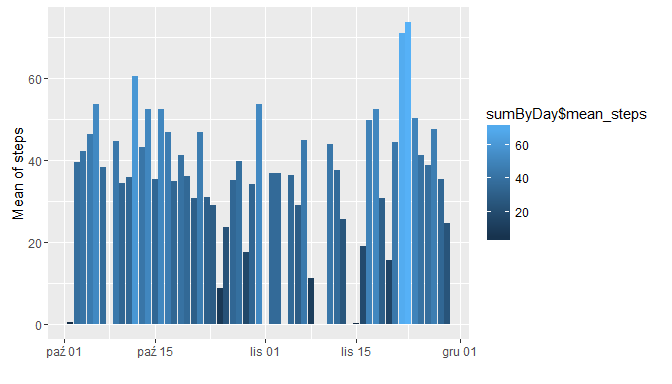 Mean of steps
60
40
20
0
paź 01
paź 15
lis 01
lis 15
gru 01
sumByDay$mean_steps
60
40
20